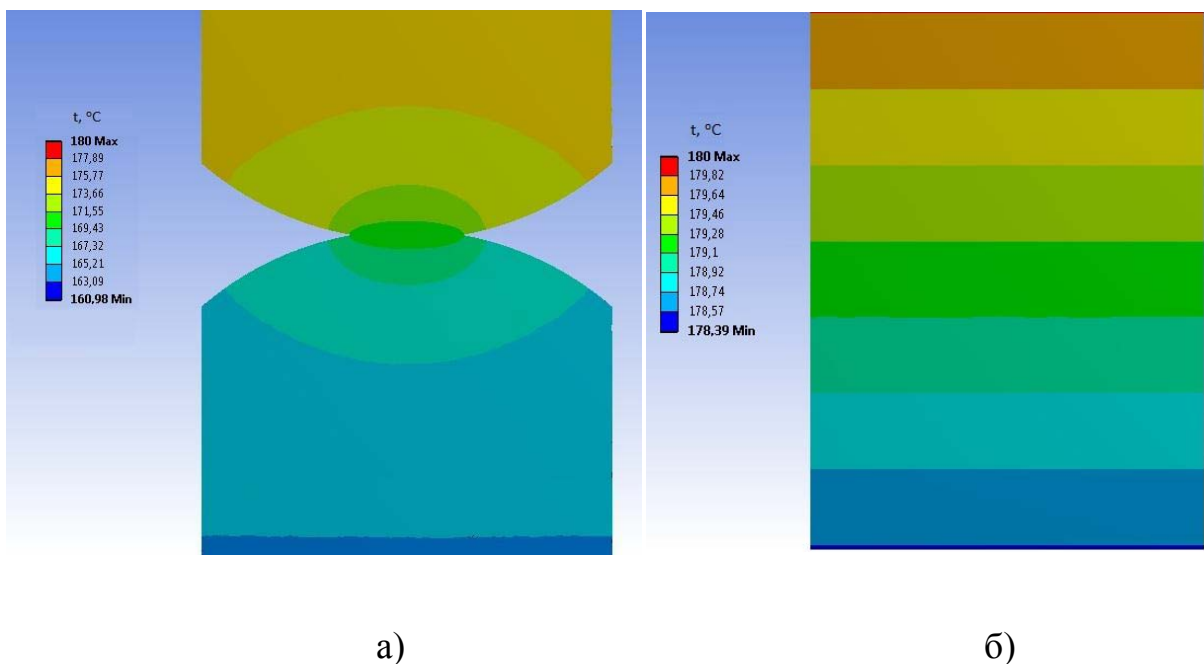 t, °C
180 Max
177,89
175,77
173,66
171,55
169,43
167,32
165,21
163,09
160,98 Min
t, °C
180 Max
179,82
179,64
179,46
179,28
179,1
178,92
178,74
178,57
178,39 Min
а)
б)